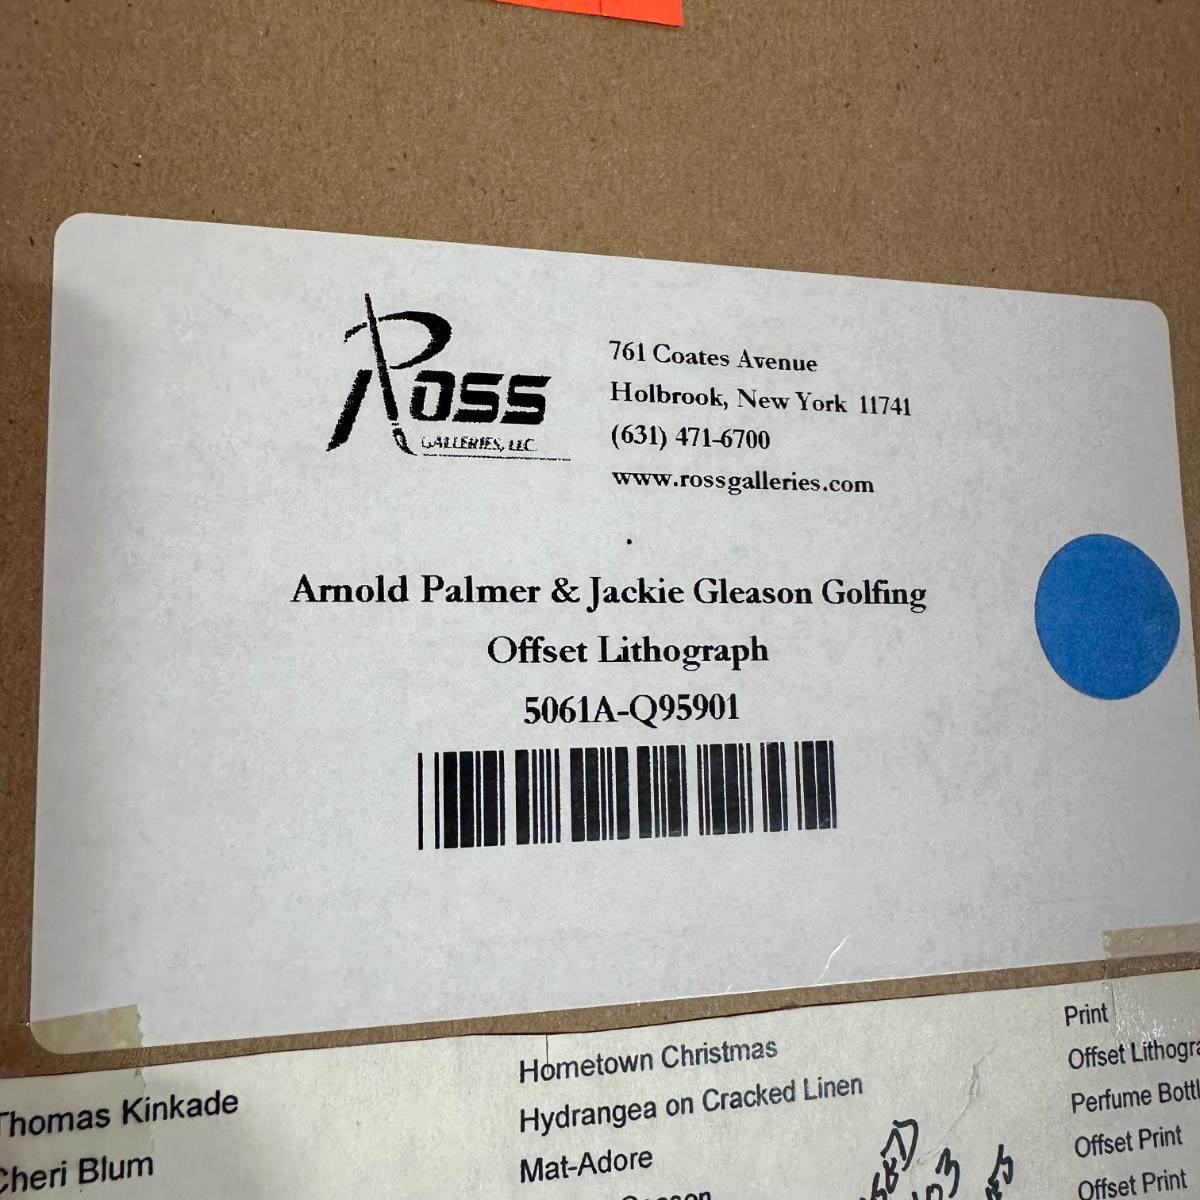 Ross
GALLERIES, LLC
761 Coates Avenue
Holbrook, New York 11741
(631) 471-6700
www.rossgalleries.com
Arnold Palmer & Jackie Gleason Golfing
Offset Lithograph
5061A-Q95901
Thomas Kinkade
Cheri Blum
Hometown Christmas
Hydrangea on Cracked Linen
Mat-Adore
Print
Offset Lithogra
Perfume Bottl
Offset Print
Offset Print